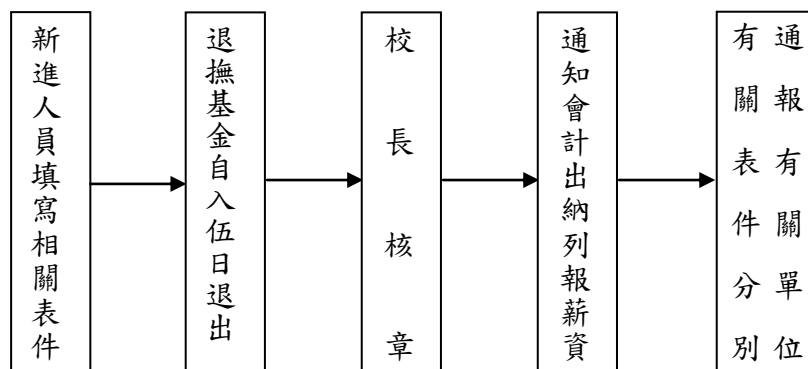 新進人員填寫相關表件
退撫基金自入伍日退出
校長核章
通知會計出納列報薪資
有關表件分別
通報有關單位